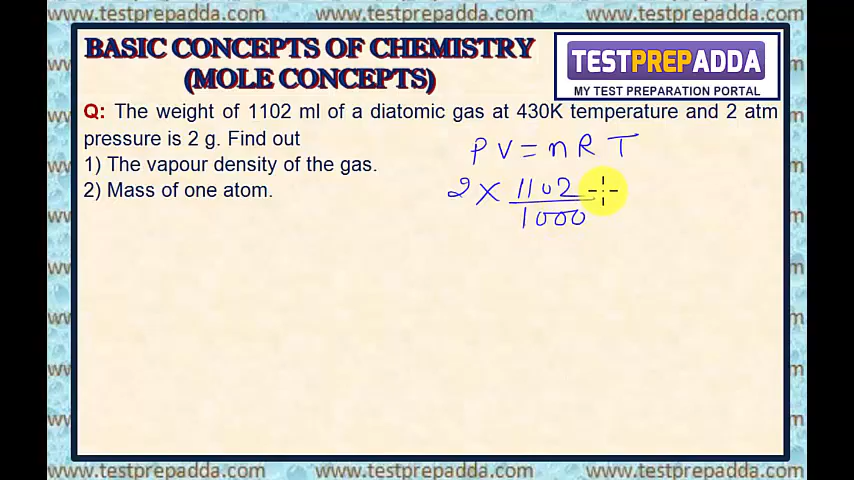 www.testprepadda.com www.testprepadda.com www.testprepadda.com
BASIC CONCEPTS OF CHEMISTRY
(MOLE CONCEPTS)
TESTPREPADDA
MY TEST PREPARATION PORTAL
Q: The weight of 1102 ml of a diatomic gas at 430K temperature and 2 atm
pressure is 2 g. Find out
1) The vapour density of the gas.
2) Mass of one atom.
PV = nRT
2 × 1102
1000
www.testprepadda.com www.testprepadda.com www.testprepadda.com